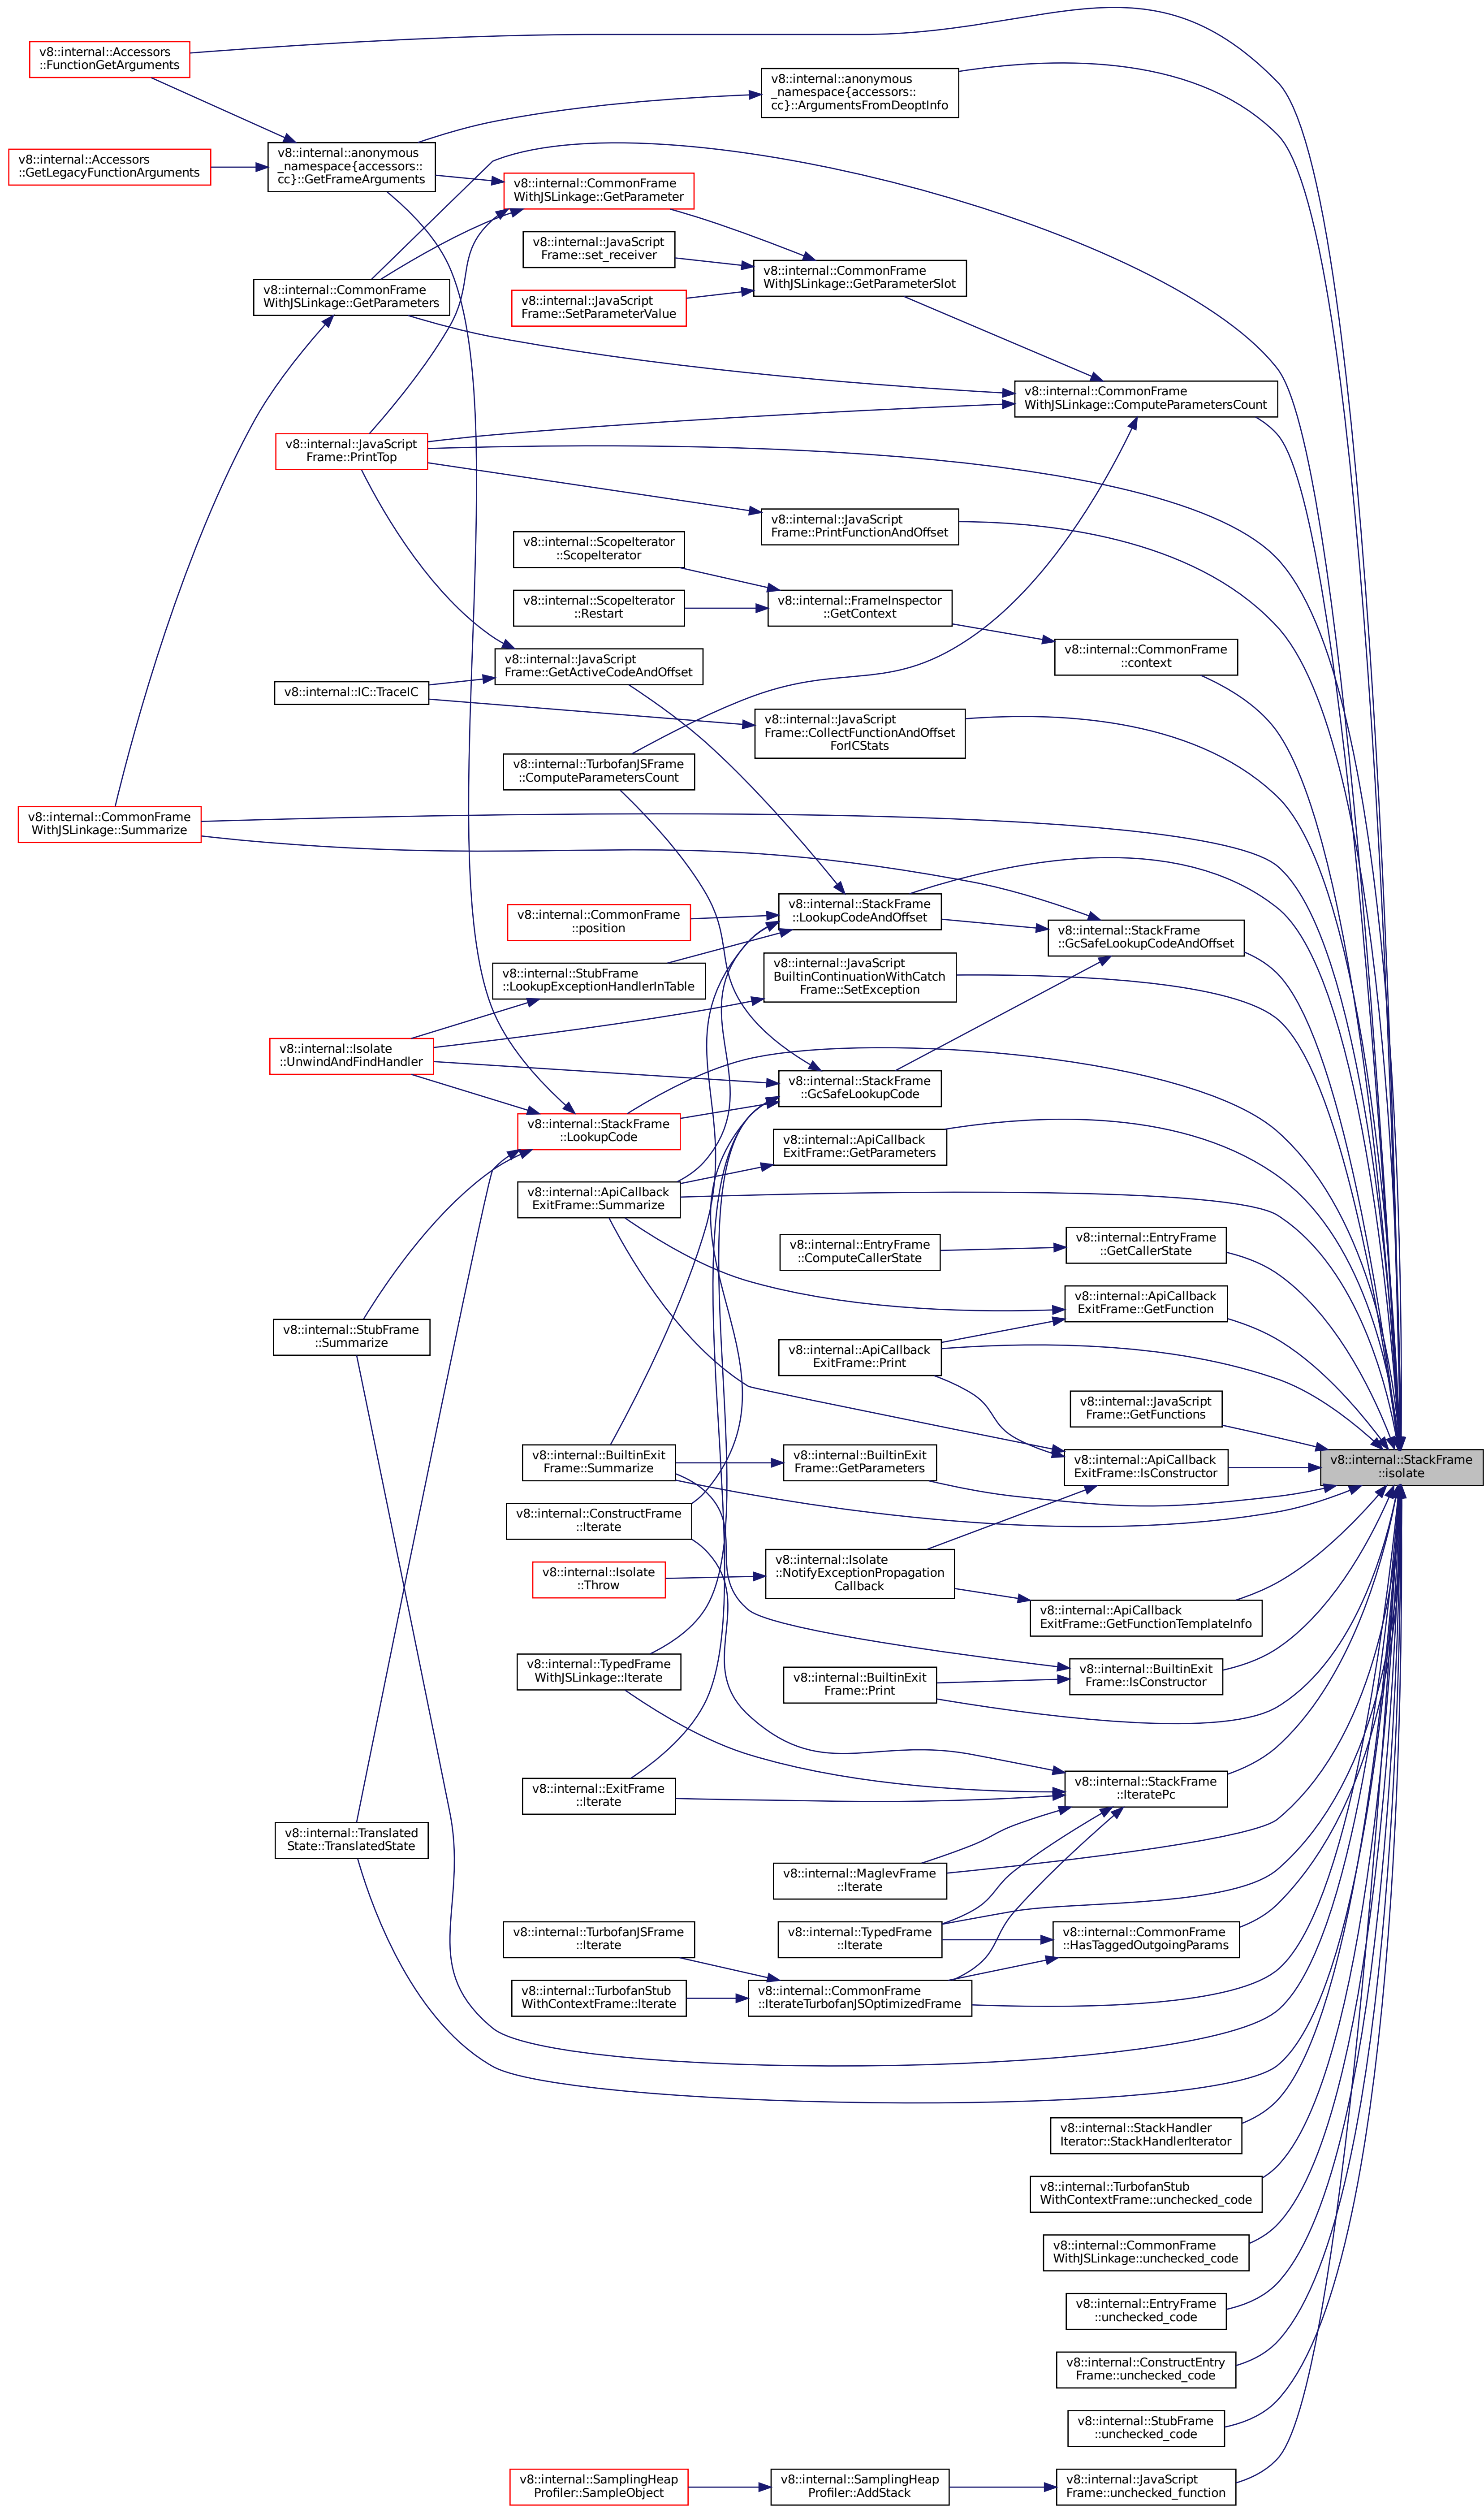 v8::internal::Accessors
::FunctionGetArguments
v8::internal::anonymous
_namespace{accessors::
cc}::ArgumentsFromDeoptInfo
v8::internal::anonymous
_namespace{accessors::
cc}::GetFrameArguments
v8::internal::Accessors
::GetLegacyFunctionArguments
v8::internal::CommonFrame
WithJSLinkage::GetParameter
v8::internal::JavaScript
Frame::set_receiver
v8::internal::CommonFrame
WithJSLinkage::GetParameterSlot
v8::internal::CommonFrame
WithJSLinkage::GetParameters
v8::internal::JavaScript
Frame::SetParameterValue
v8::internal::CommonFrame
WithJSLinkage::ComputeParametersCount
v8::internal::JavaScript
Frame::PrintTop
v8::internal::JavaScript
Frame::PrintFunctionAndOffset
v8::internal::ScopeIterator
::ScopeIterator
v8::internal::ScopeIterator
::Restart
v8::internal::FrameInspector
::GetContext
v8::internal::CommonFrame
::context
v8::internal::JavaScript
Frame::GetActiveCodeAndOffset
v8::internal::IC::TraceIC
v8::internal::JavaScript
Frame::CollectFunctionAndOffset
ForICStats
v8::internal::TurbofanJSFrame
::ComputeParametersCount
v8::internal::CommonFrame
WithJSLinkage::Summarize
v8::internal::StackFrame
::LookupCodeAndOffset
v8::internal::CommonFrame
::position
v8::internal::StackFrame
::GcSafeLookupCodeAndOffset
v8::internal::StubFrame
::LookupExceptionHandlerInTable
v8::internal::JavaScript
BuiltinContinuationWithCatch
Frame::SetException
v8::internal::Isolate
::UnwindAndFindHandler
v8::internal::StackFrame
::GcSafeLookupCode
v8::internal::StackFrame
::LookupCode
v8::internal::ApiCallback
ExitFrame::GetParameters
v8::internal::ApiCallback
ExitFrame::Summarize
v8::internal::EntryFrame
::ComputeCallerState
v8::internal::EntryFrame
::GetCallerState
v8::internal::ApiCallback
ExitFrame::GetFunction
v8::internal::StubFrame
::Summarize
v8::internal::ApiCallback
ExitFrame::Print
v8::internal::JavaScript
Frame::GetFunctions
v8::internal::BuiltinExit
Frame::Summarize
v8::internal::BuiltinExit
Frame::GetParameters
v8::internal::ApiCallback
ExitFrame::IsConstructor
v8::internal::StackFrame
::isolate
v8::internal::ConstructFrame
::Iterate
v8::internal::Isolate
::Throw
v8::internal::Isolate
::NotifyExceptionPropagation
Callback
v8::internal::ApiCallback
ExitFrame::GetFunctionTemplateInfo
v8::internal::TypedFrame
WithJSLinkage::Iterate
v8::internal::BuiltinExit
Frame::Print
v8::internal::BuiltinExit
Frame::IsConstructor
v8::internal::ExitFrame
::Iterate
v8::internal::StackFrame
::IteratePc
v8::internal::Translated
State::TranslatedState
v8::internal::MaglevFrame
::Iterate
v8::internal::TurbofanJSFrame
::Iterate
v8::internal::TypedFrame
::Iterate
v8::internal::CommonFrame
::HasTaggedOutgoingParams
v8::internal::TurbofanStub
WithContextFrame::Iterate
v8::internal::CommonFrame
::IterateTurbofanJSOptimizedFrame
v8::internal::StackHandler
Iterator::StackHandlerIterator
v8::internal::TurbofanStub
WithContextFrame::unchecked_code
v8::internal::CommonFrame
WithJSLinkage::unchecked_code
v8::internal::EntryFrame
::unchecked_code
v8::internal::ConstructEntry
Frame::unchecked_code
v8::internal::StubFrame
::unchecked_code
v8::internal::SamplingHeap
Profiler::SampleObject
v8::internal::SamplingHeap
Profiler::AddStack
v8::internal::JavaScript
Frame::unchecked_function